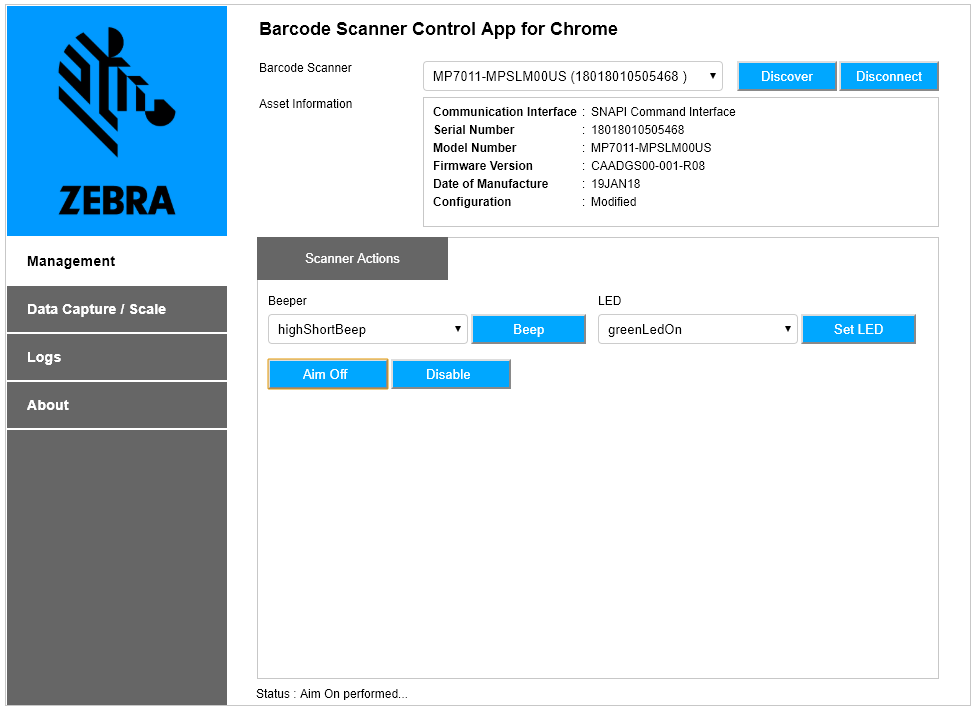 ZEBRA
Management
Data Capture / Scale
Logs
About
Barcode Scanner Control App for Chrome
Barcode Scanner MP7011-MPSLM00US (18018010505468 ) Discover Disconnect
Asset Information
Communication Interface : SNAPI Command Interface
Serial Number : 18018010505468
Model Number : MP7011-MPSLM00US
Firmware Version : CAADGS00-001-R08
Date of Manufacture : 19JAN18
Configuration : Modified
Scanner Actions
Beeper LED
highShortBeep Beep greenLedOn Set LED
Aim Off Disable
Status : Aim On performed...